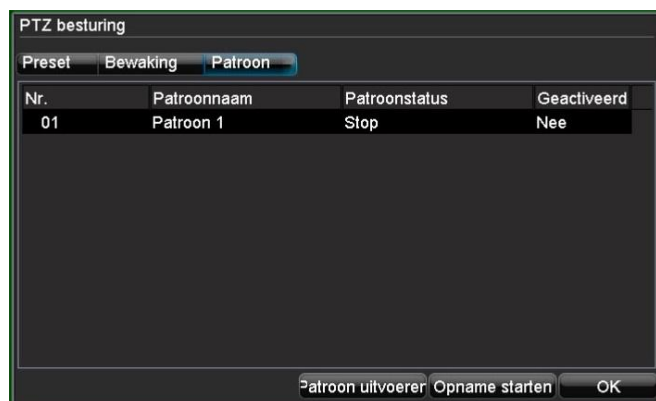 PTZ besturing
Preset Bewaking Patroon
Nr. Patroonnaam Patroonstatus Geactiveerd
01 Patroon 1 Stop Nee
Patroon uitvoeren Opname starten OK